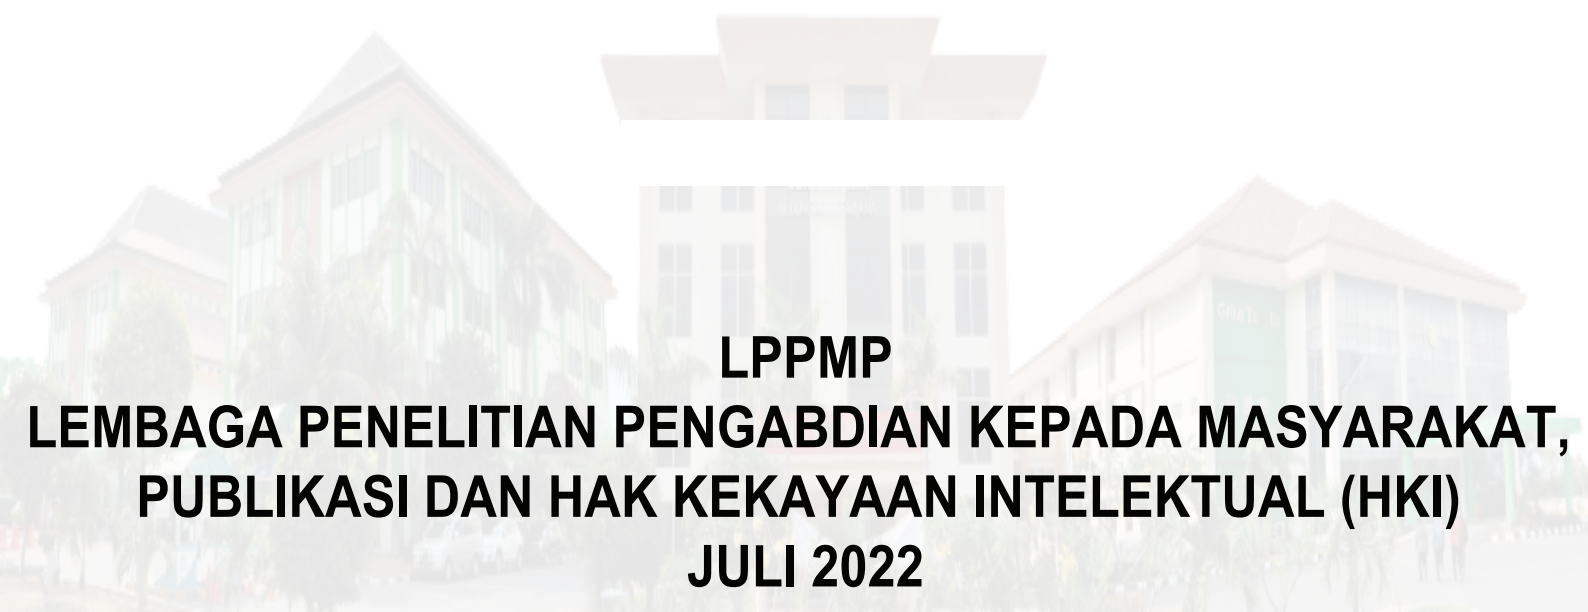 LPPMP
LEMBAGA PENELITIAN PENGABDIAN KEPADA MASYARAKAT,
PUBLIKASI DAN HAK KEKAYAAN INTELEKTUAL (HKI)
JULI 2022